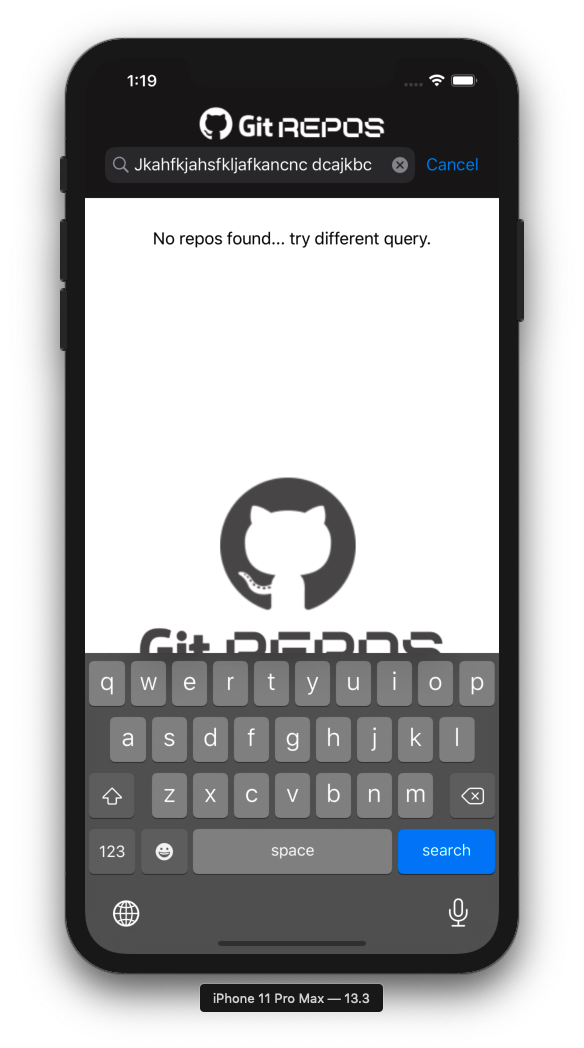 1:19
Git REPOS
Jkahfkjahsfkljafkancnc dcajkbc
Cancel
No repos found... try different query.
Git REPOS
q w e r t y u i o p
a s d f g h j k l
z x c v b n m
123 space search
iPhone 11 Pro Max — 13.3